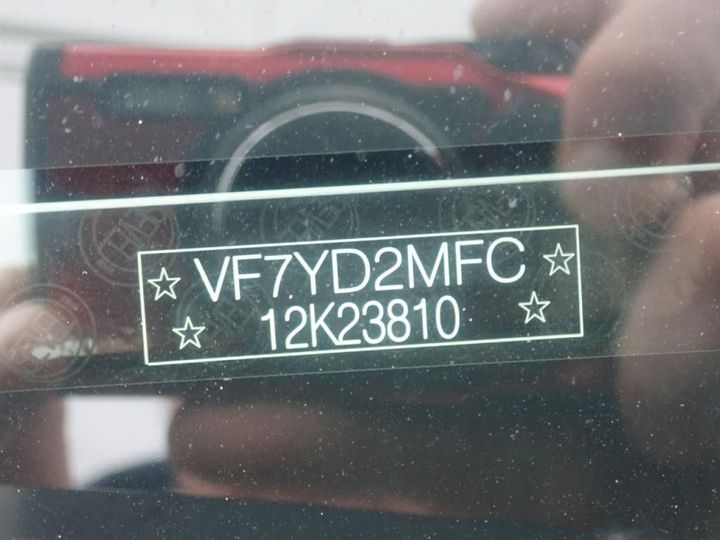 ☆ VF7YD2MFC ☆
☆ 12K23810 ☆